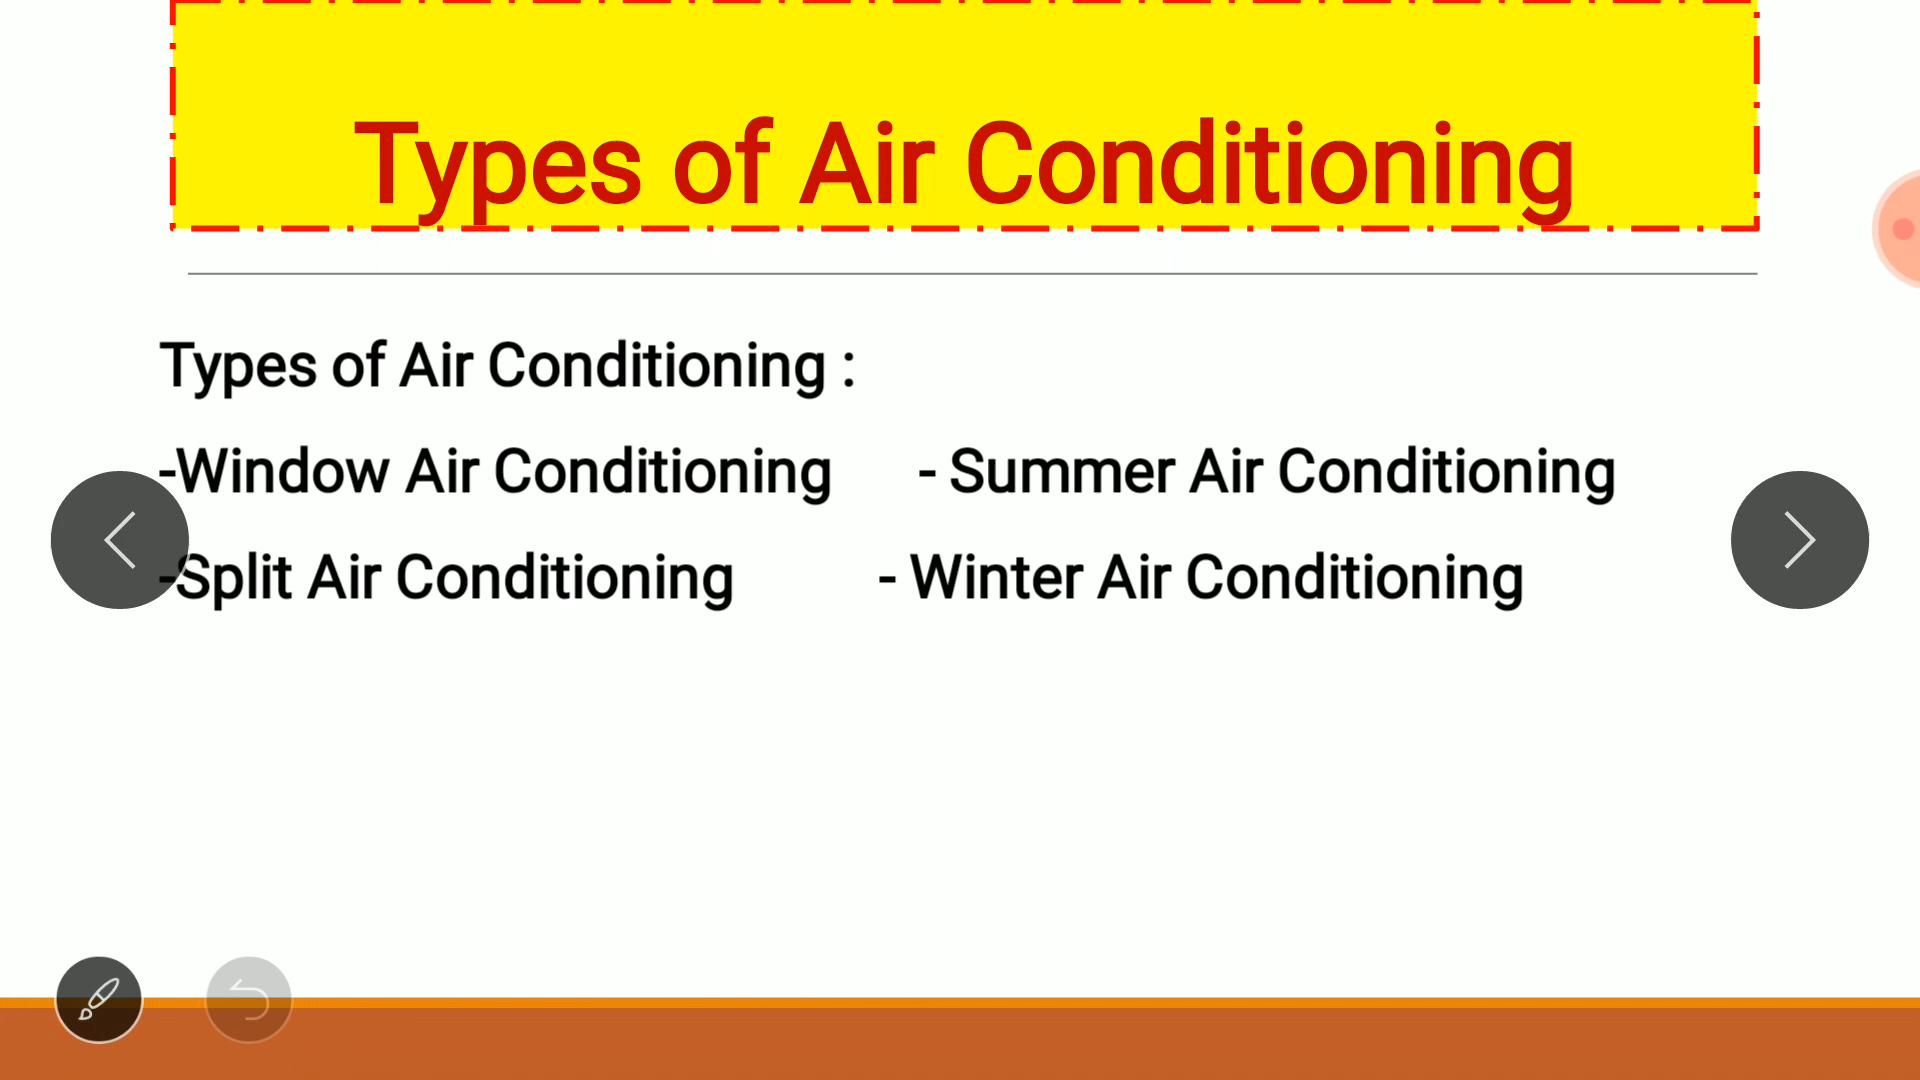 Types of Air Conditioning
Types of Air Conditioning :
-Window Air Conditioning - Summer Air Conditioning
-Split Air Conditioning - Winter Air Conditioning